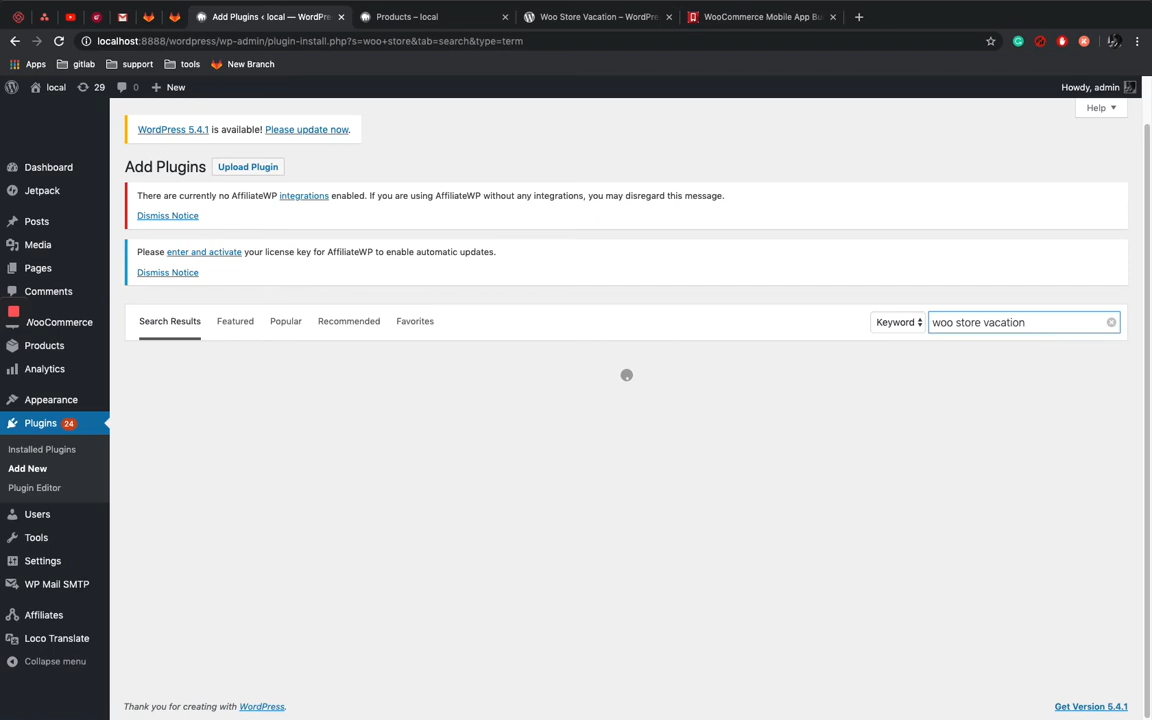 Add Plugins ‹ local — WordPre
Products – local
Woo Store Vacation – WordPre
WooCommerce Mobile App Bu
localhost:8888/wordpress/wp-admin/plugin-install.php?s=woo+store&tab=search&type=term
Apps
gitlab
support
tools
New Branch
local
29
0
New
Howdy, admin
Help
WordPress 5.4.1 is available! Please update now.
Add Plugins
Upload Plugin
There are currently no AffiliateWP integrations enabled. If you are using AffiliateWP without any integrations, you may disregard this message.
Dismiss Notice
Please enter and activate your license key for AffiliateWP to enable automatic updates.
Dismiss Notice
Search Results
Featured
Popular
Recommended
Favorites
Keyword
woo store vacation
Dashboard
Jetpack
Posts
Media
Pages
Comments
WooCommerce
Products
Analytics
Appearance
Plugins 24
Installed Plugins
Add New
Plugin Editor
Users
Tools
Settings
WP Mail SMTP
Affiliates
Loco Translate
Collapse menu
Thank you for creating with WordPress.
Get Version 5.4.1